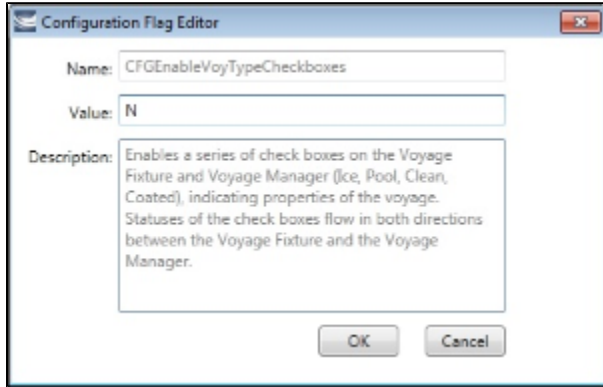 Configuration Flag Editor
Name: CFGEnableVoyTypeCheckboxes
Value: N
Description: Enables a series of check boxes on the Voyage
Fixture and Voyage Manager (Ice, Pool, Clean,
Coated), indicating properties of the voyage.
Statuses of the check boxes flow in both directions
between the Voyage Fixture and the Voyage
Manager.
OK Cancel